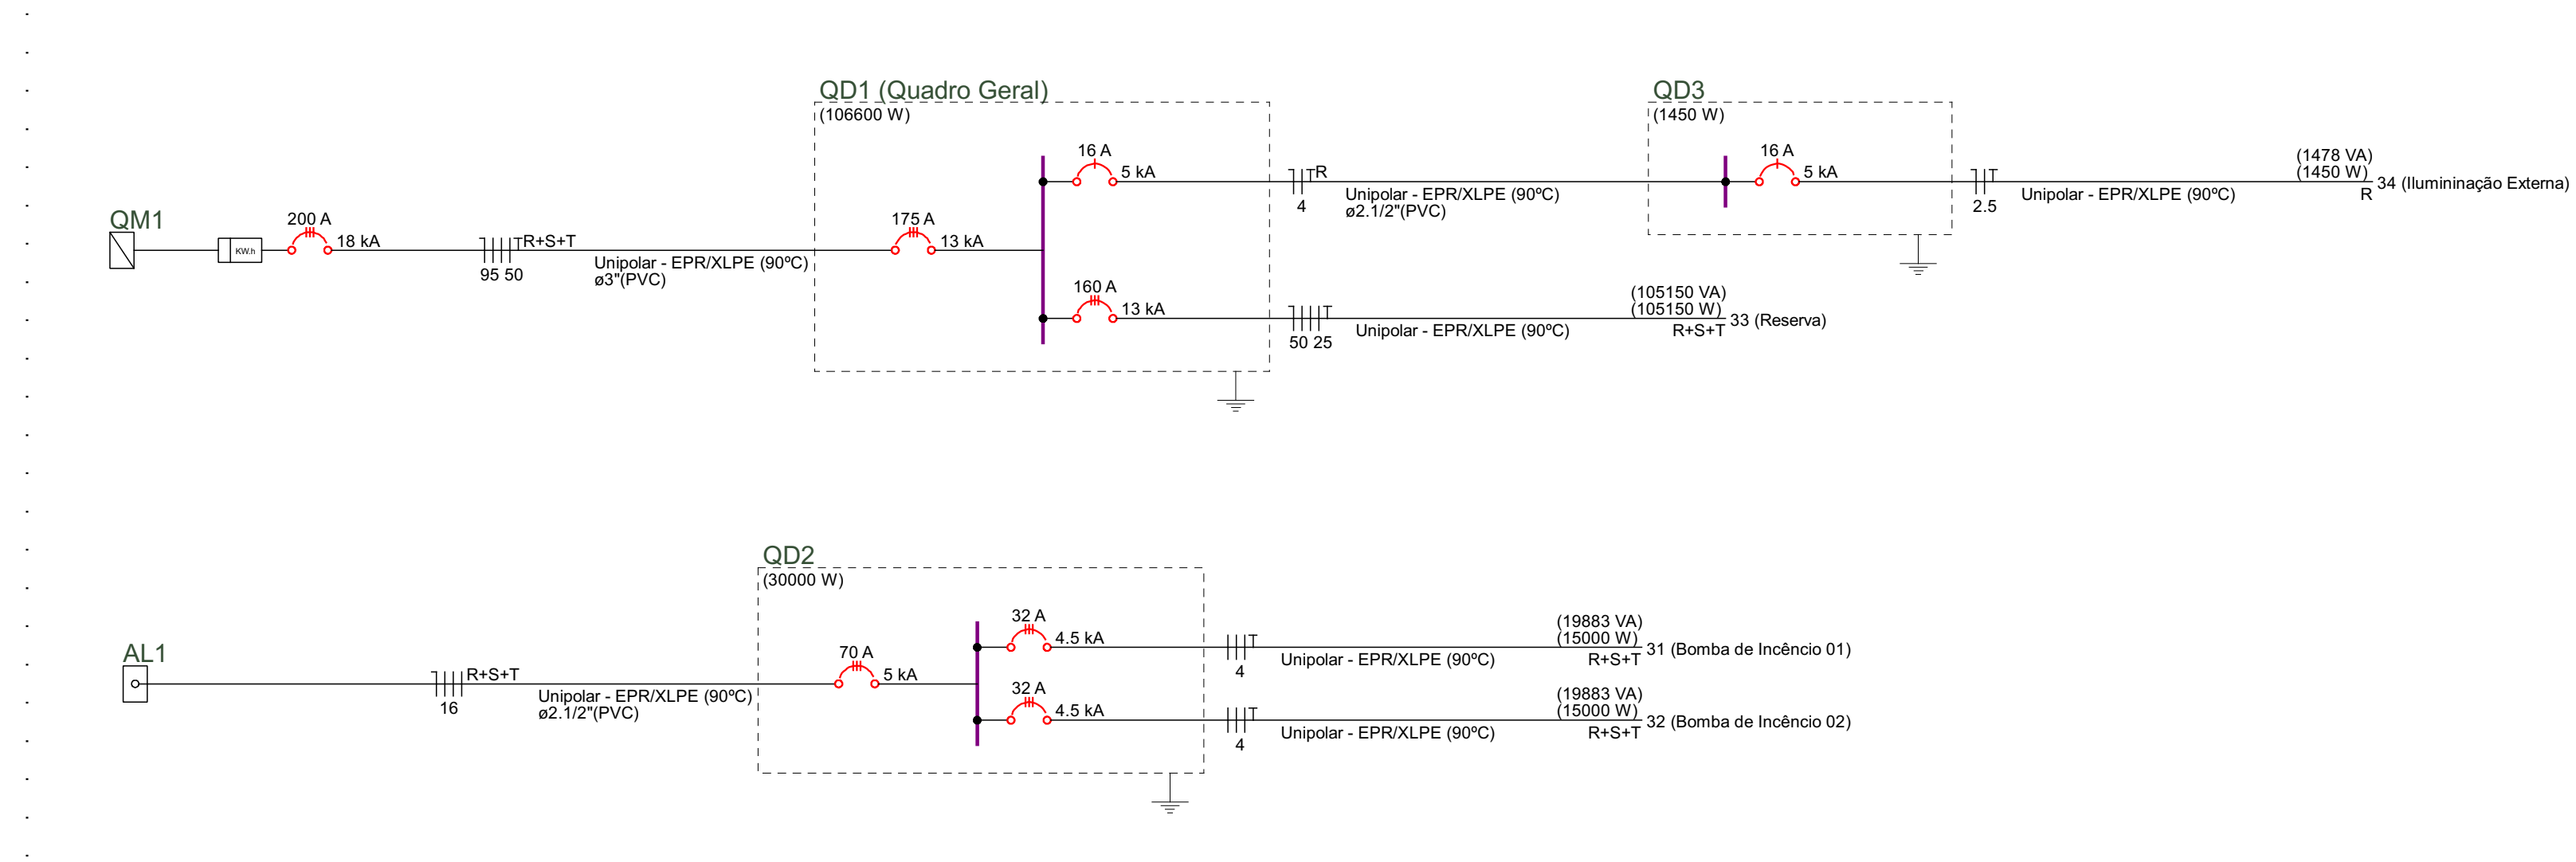 QD1 (Quadro Geral)
(106600 W)
QD3
(1450 W)
16 A
5 kA
R
4
Unipolar - EPR/XLPE (90ºC)
ø2.1/2"(PVC)
16 A
5 kA
T
2.5
Unipolar - EPR/XLPE (90ºC)
(1478 VA)
(1450 W)
R
34 (Ilumininação Externa)
QM1
KW.h
200 A
18 kA
R+S+T
95 50
Unipolar - EPR/XLPE (90ºC)
ø3"(PVC)
175 A
13 kA
160 A
13 kA
T
50 25
Unipolar - EPR/XLPE (90ºC)
(105150 VA)
(105150 W)
R+S+T
33 (Reserva)
QD2
(30000 W)
AL1
R+S+T
16
Unipolar - EPR/XLPE (90ºC)
ø2.1/2"(PVC)
70 A
5 kA
32 A
4.5 kA
T
4
Unipolar - EPR/XLPE (90ºC)
(19883 VA)
(15000 W)
R+S+T
31 (Bomba de Incêncio 01)
32 A
4.5 kA
T
4
Unipolar - EPR/XLPE (90ºC)
(19883 VA)
(15000 W)
R+S+T
32 (Bomba de Incêncio 02)